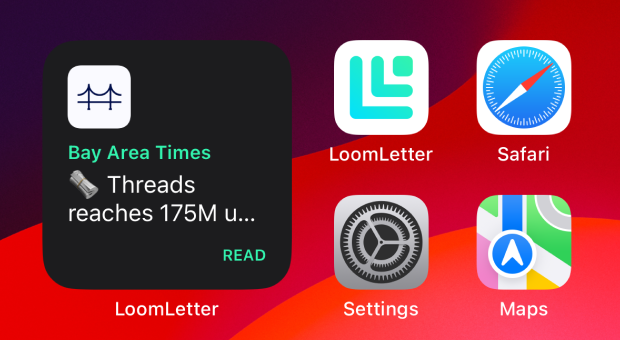 Bay Area Times
🗞️ Threads
reaches 175M u...
READ
LoomLetter
LoomLetter
Safari
Settings
Maps